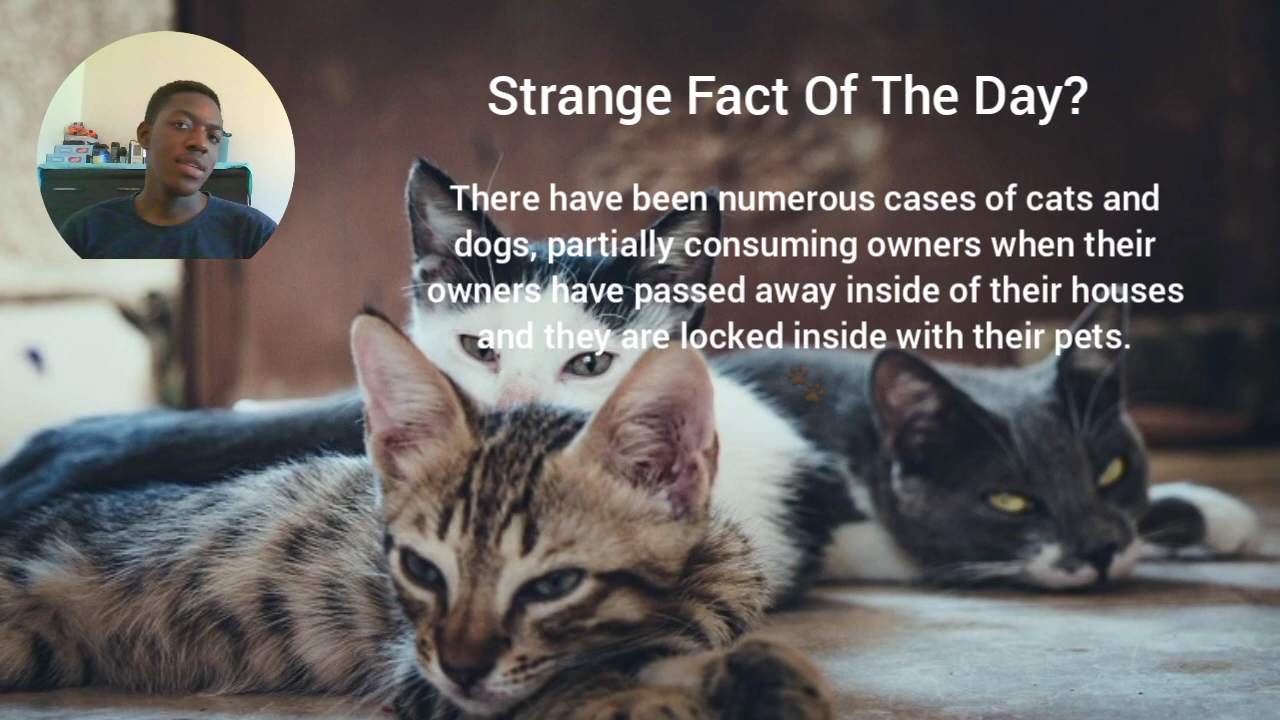 Strange Fact Of The Day?
There have been numerous cases of cats and
dogs, partially consuming owners when their
owners have passed away inside of their houses
and they are locked inside with their pets.